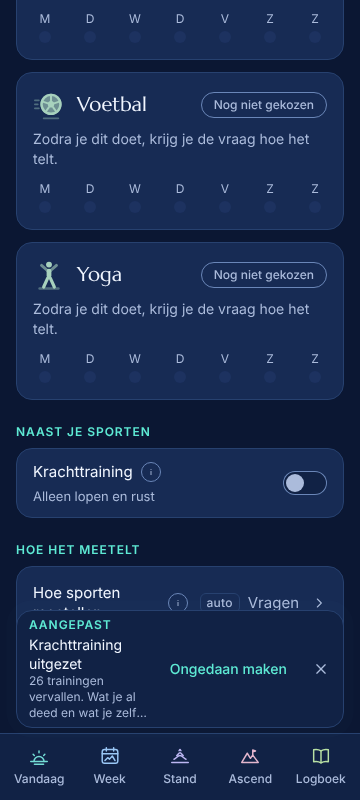 M D W D V Z Z
Voetbal
Nog niet gekozen
Zodra je dit doet, krijg je de vraag hoe het
telt.
M D W D V Z Z
Yoga
Nog niet gekozen
Zodra je dit doet, krijg je de vraag hoe het
telt.
M D W D V Z Z
NAAST JE SPORTEN
Krachttraining i
Alleen lopen en rust
HOE HET MEETELT
Hoe sporten
i auto Vragen
AANGEPAST
Krachttraining
uitgezet
26 trainingen
vervallen. Wat je al
deed en wat je zelf...
Ongedaan maken
Vandaag Week Stand Ascend Logboek